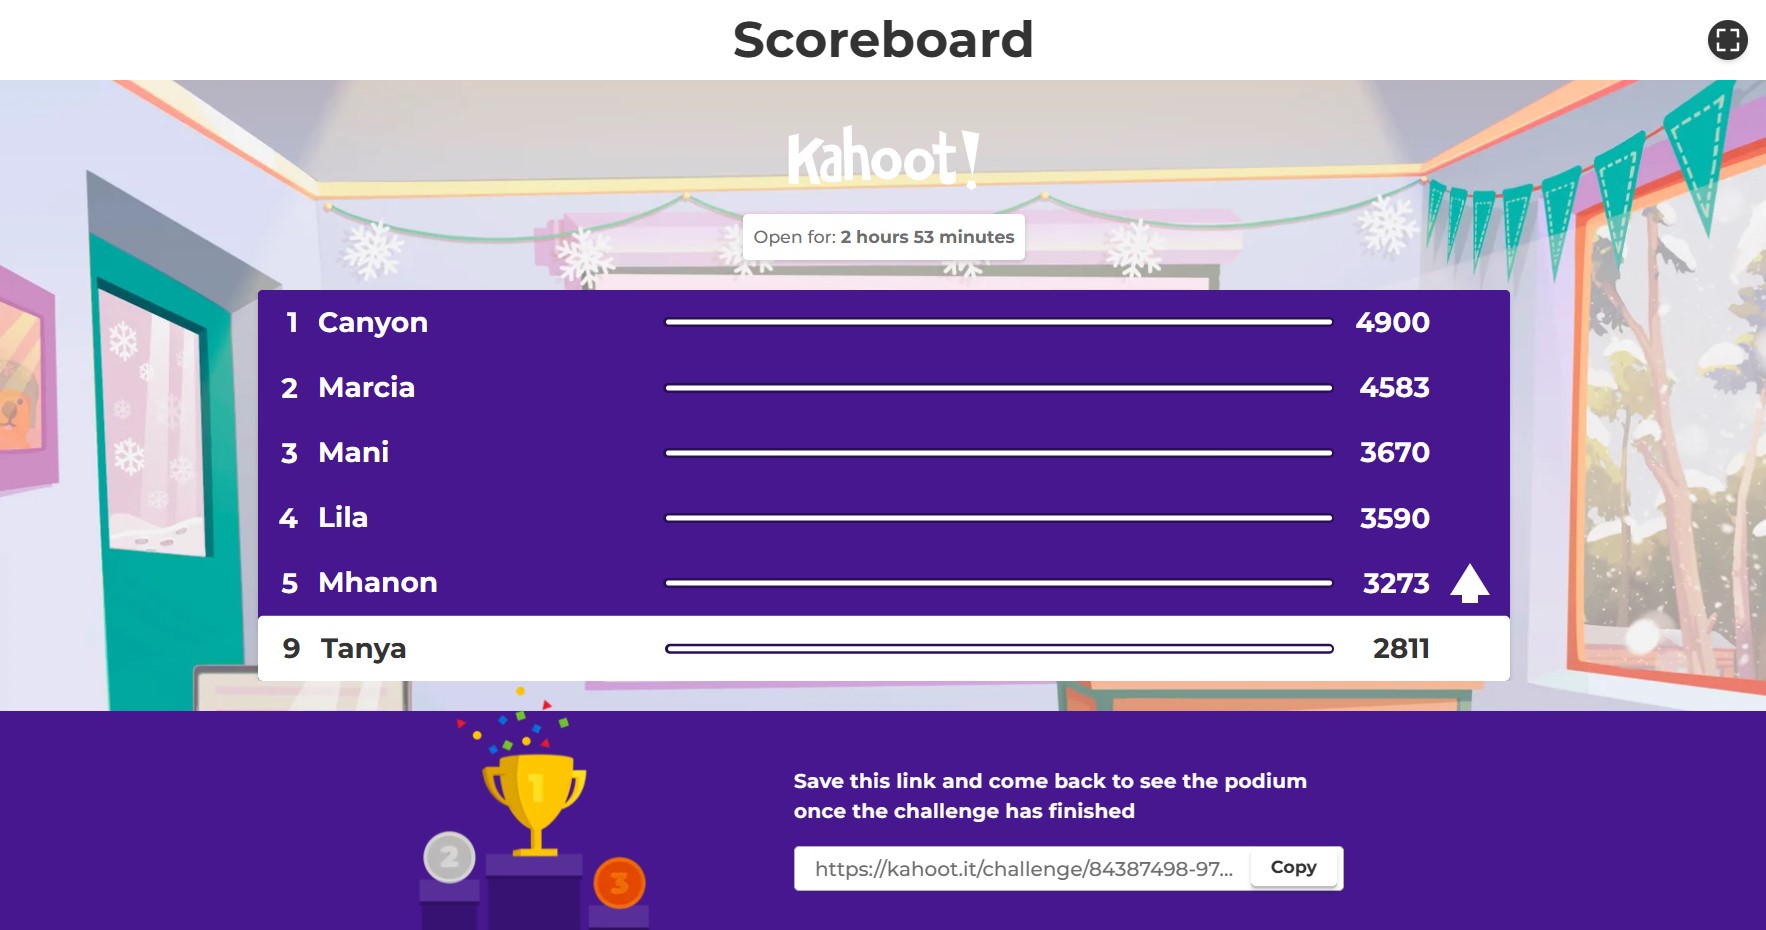 Scoreboard
Kahoot!
Open for: 2 hours 53 minutes
1 Canyon 4900
2 Marcia 4583
3 Mani 3670
4 Lila 3590
5 Mhanon 3273
9 Tanya 2811
1
2
3
Save this link and come back to see the podium
once the challenge has finished
https://kahoot.it/challenge/84387498-97... Copy